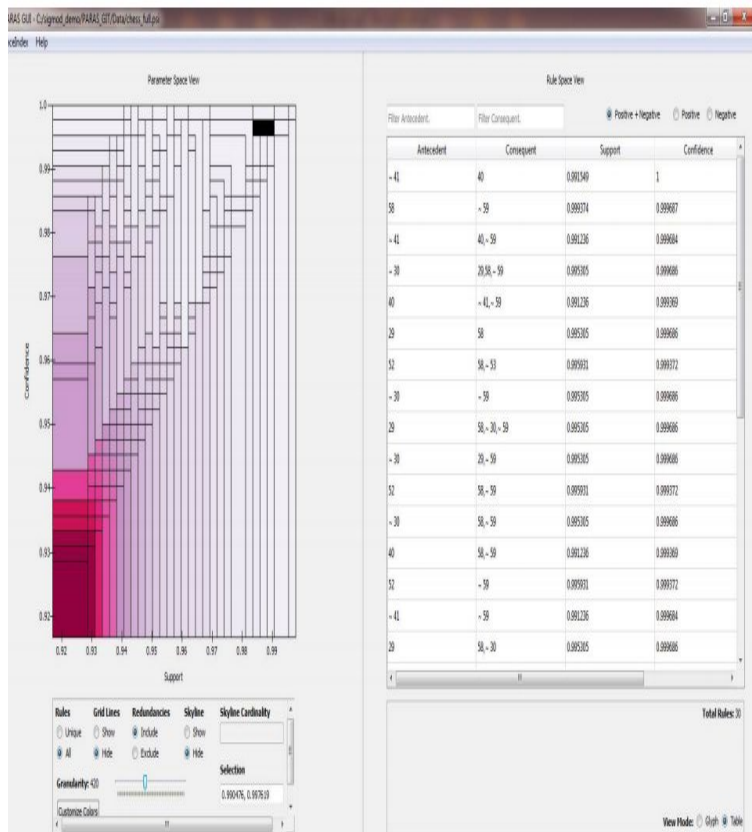 PARAS GUI - C:/sigmod_demo/PARAS_GIT/Data/chess_full.psi
aceIndex Help
Parameter Space View
1.0
0.99
0.98
0.97
0.96
0.95
0.94
0.93
0.92
Confidence
0.92 0.93 0.94 0.95 0.96 0.97 0.98 0.99
Support
Rules Grid Lines Redundancies Skyline Skyline Cardinality
Unique Show Include Show
All Hide Exclude Hide
Selection
Granularity: 420
0.990476, 0.997619
Customize Colors
Rule Space View
Filter Antecedent. Filter Consequent. Positive + Negative Positive Negative
Antecedent Consequent Support Confidence
~ 41 40 0.991549 1
58 ~ 59 0.999374 0.999687
~ 41 40,~ 59 0.991236 0.999684
~ 30 29,58,~ 59 0.995305 0.999686
40 ~ 41,~ 59 0.991236 0.999369
29 58 0.995305 0.999686
52 58,~ 53 0.995931 0.999372
~ 30 ~ 59 0.995305 0.999686
29 58,~ 30,~ 59 0.995305 0.999686
~ 30 29,~ 59 0.995305 0.999686
52 58,~ 59 0.995931 0.999372
~ 30 58,~ 59 0.995305 0.999686
40 58,~ 59 0.991236 0.999369
52 ~ 59 0.995931 0.999372
~ 41 ~ 59 0.991236 0.999684
29 58,~ 30 0.995305 0.999686
Total Rules: 30
View Mode: Glyph Table